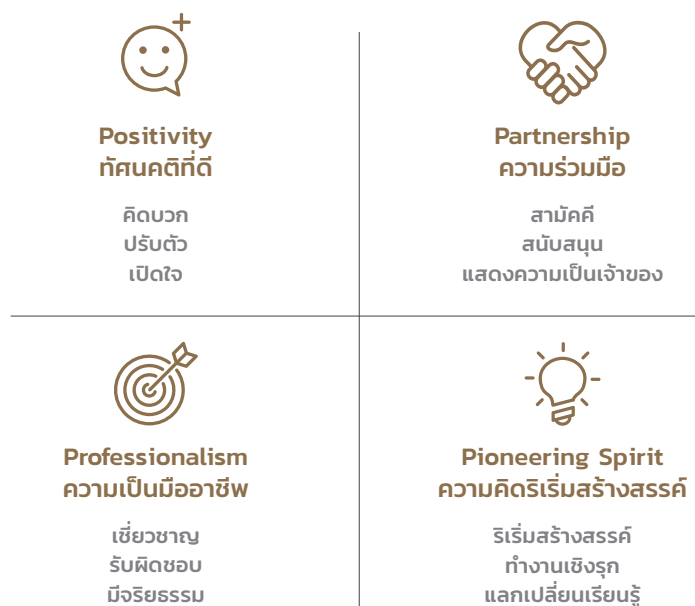 Positivity
ทัศนคติที่ดี
คิดบวก
ปรับตัว
เปิดใจ
Partnership
ความร่วมมือ
สามัคคี
สนับสนุน
แสดงความเป็นเจ้าของ
Professionalism
ความเป็นมืออาชีพ
เชี่ยวชาญ
รับผิดชอบ
มีจริยธรรม
Pioneering Spirit
ความคิดริเริ่มสร้างสรรค์
ริเริ่มสร้างสรรค์
ทำงานเชิงรุก
แลกเปลี่ยนเรียนรู้